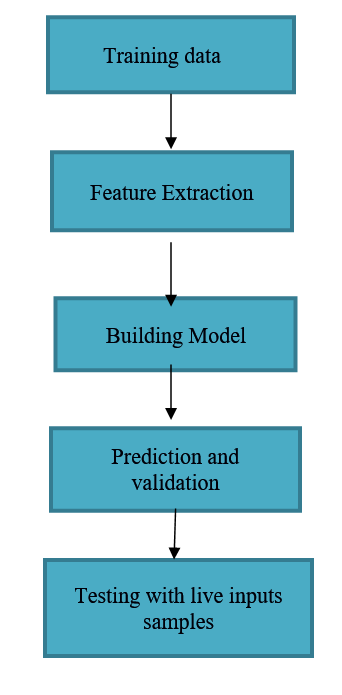 Training data
Feature Extraction
Building Model
Prediction and
validation
Testing with live inputs
samples